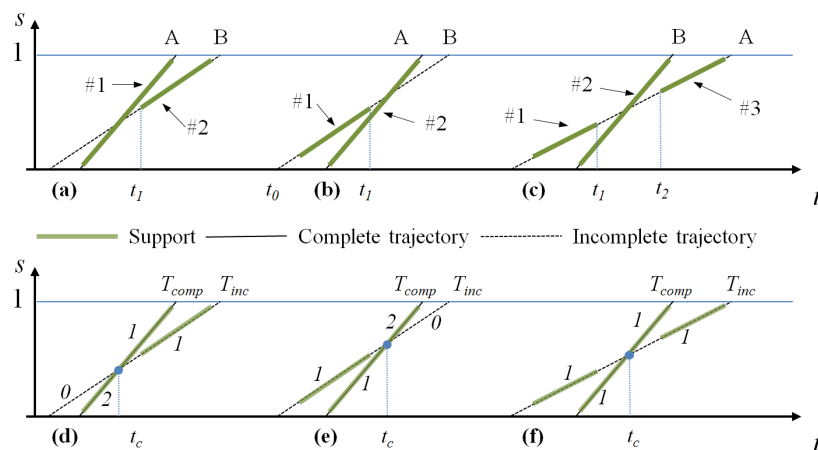 s
A B A B B A
1
#1 #2 #1 #2 #1 #2 #3
(a) t1 t0 (b) t1 (c) t1 t2 t
Support Complete trajectory Incomplete trajectory
s
Tcomp Tinc Tcomp Tinc Tcomp Tinc
1
0 2 1 1 1 1 2 0 1 1 1 1
(d) tc (e) tc (f) tc t